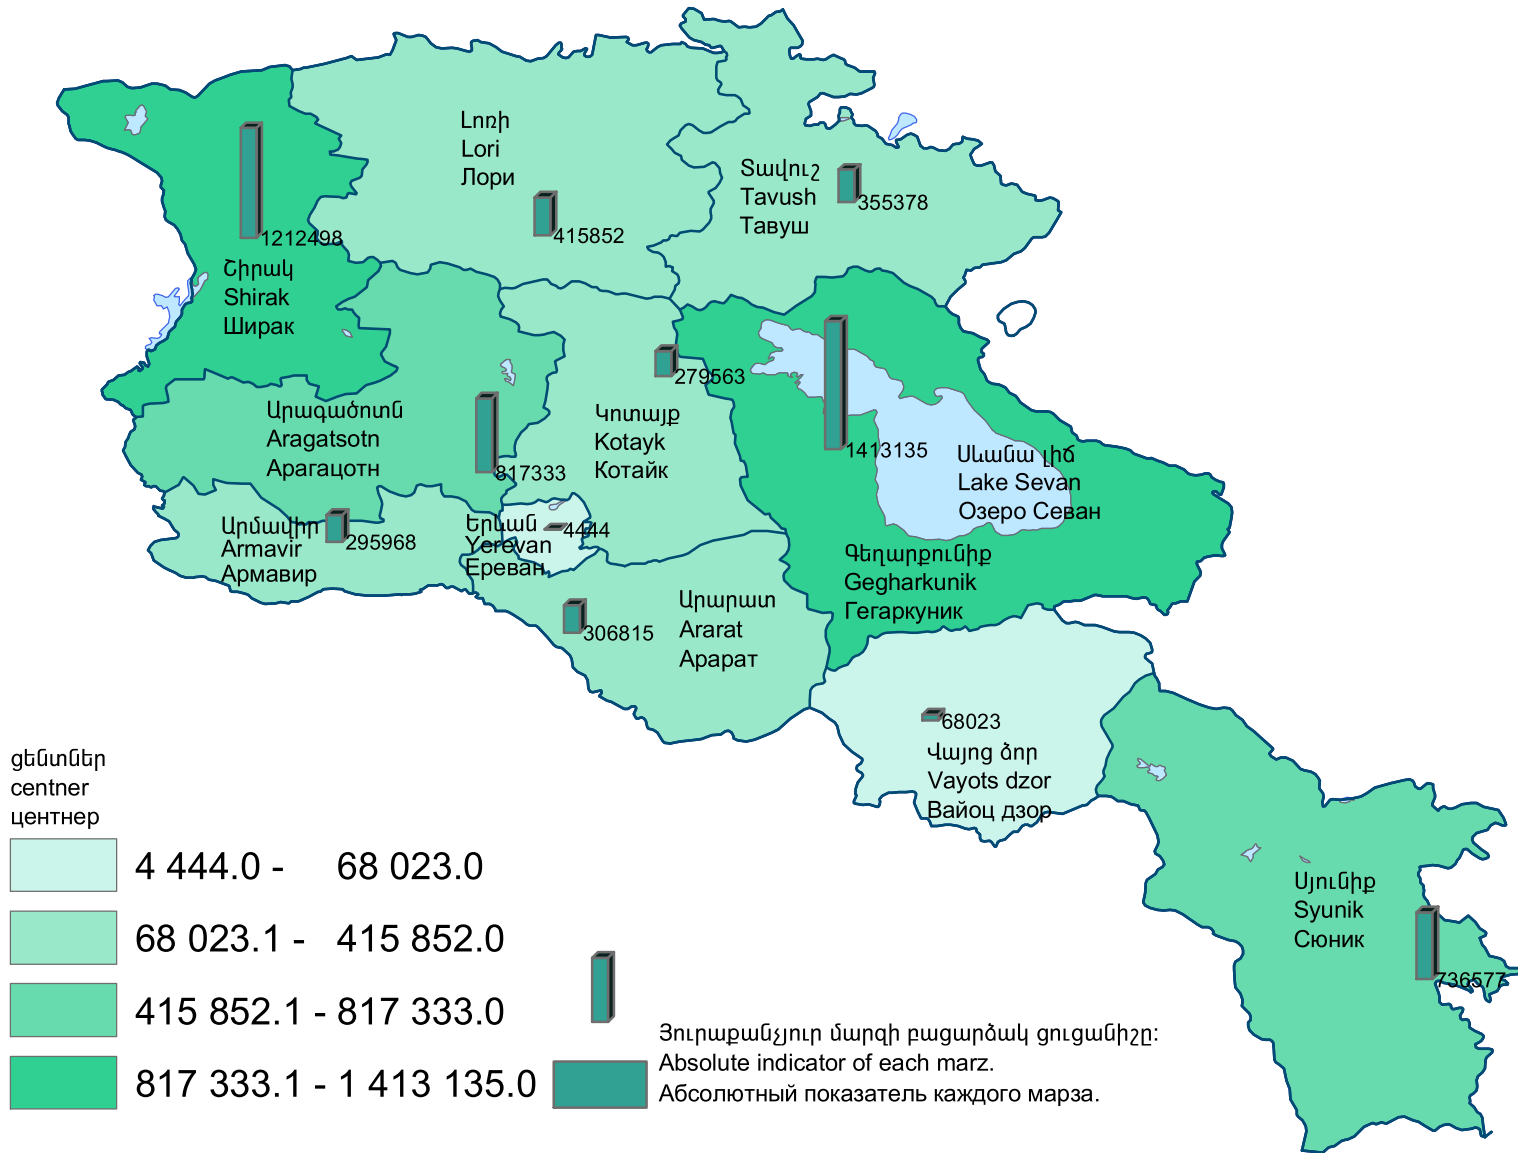 Լոռի
Lori
Лори
415852
Տավուշ
Tavush
Тавуш
355378
1212498
Շիրակ
Shirak
Ширак
279563
Արագածոտն
Aragatsotn
Арагацотн
817333
Կոտայք
Kotayk
Котайк
1413135
Սևանա լիճ
Lake Sevan
Озеро Севан
Արմավիր
Armavir
Армавир
295968
Երևան
Yerevan
Ереван
4444
Գեղարքունիք
Gegharkunik
Гегаркуник
Արարատ
Ararat
Арарат
306815
68023
Վայոց ձոր
Vayots dzor
Вайоц дзор
Սյունիք
Syunik
Сюник
736577
ցենտներ
centner
центнер
4 444.0 - 68 023.0
68 023.1 - 415 852.0
415 852.1 - 817 333.0
817 333.1 - 1 413 135.0
Յուրաքանչյուր մարզի բացարձակ ցուցանիշը:
Absolute indicator of each marz.
Абсолютный показатель каждого марза.